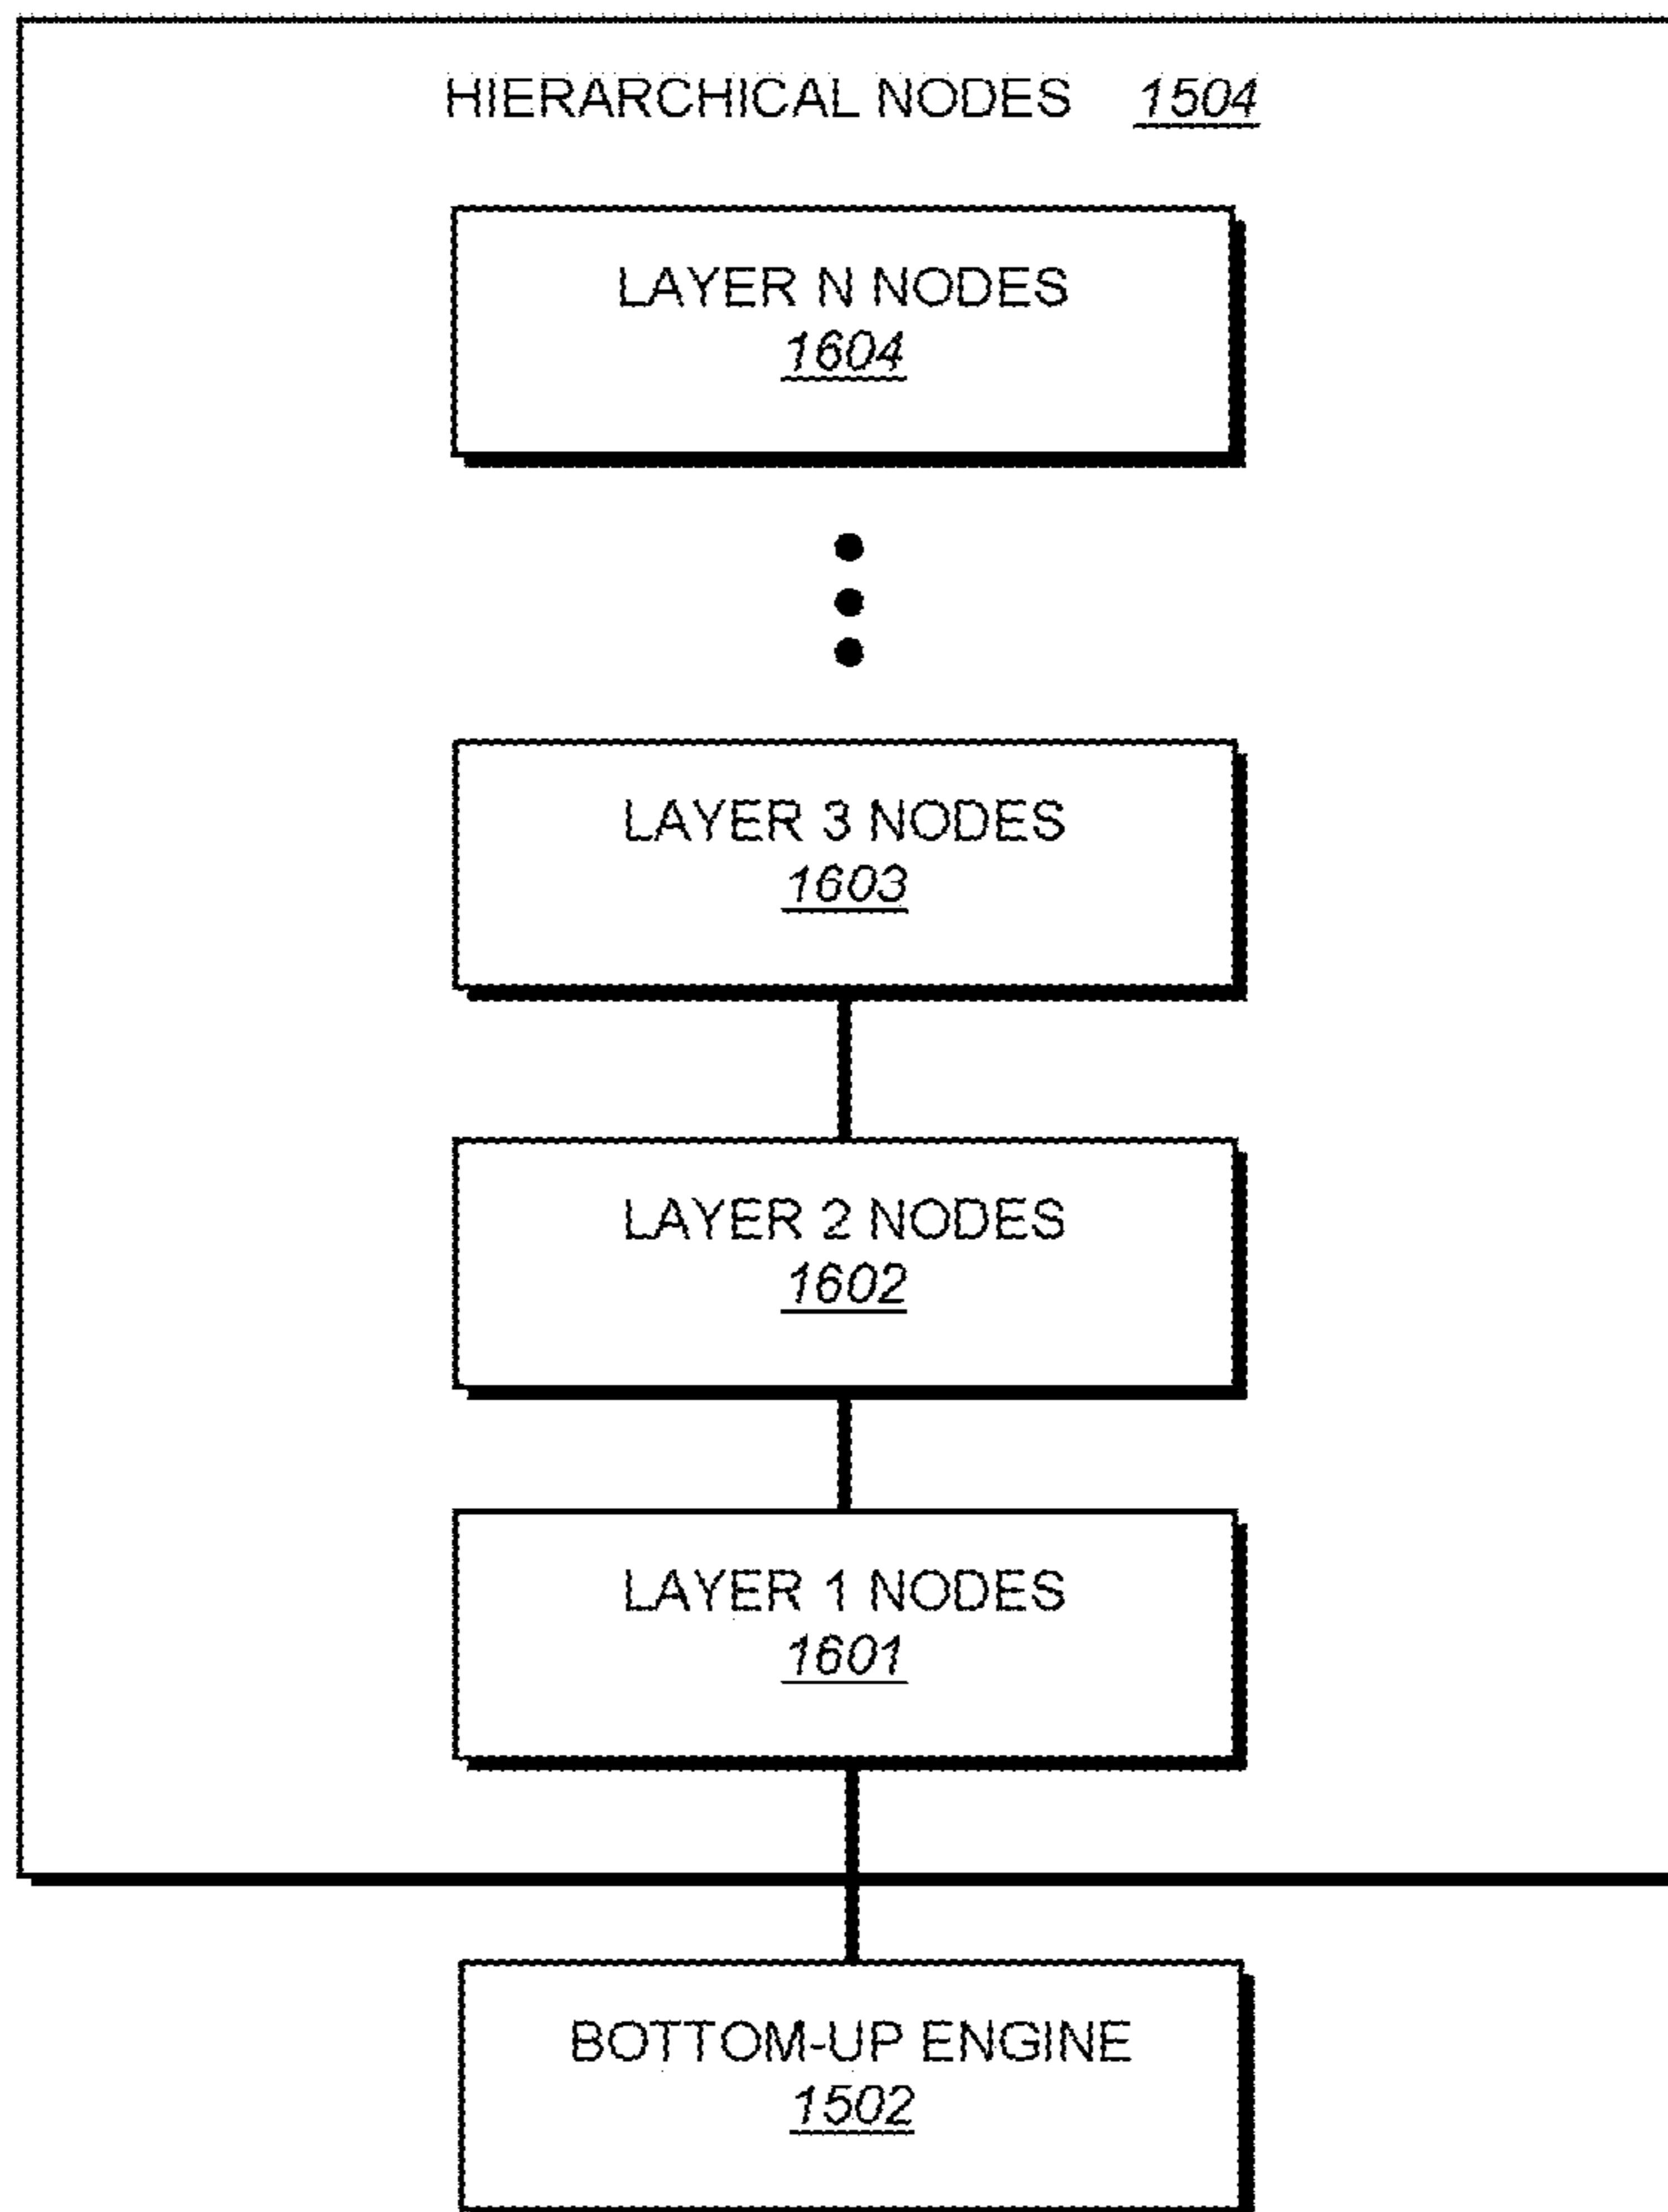 HIERARCHICAL NODES 1504
LAYER N NODES
1604
LAYER 3 NODES
1603
LAYER 2 NODES
1602
LAYER 1 NODES
1601
BOTTOM-UP ENGINE
1502